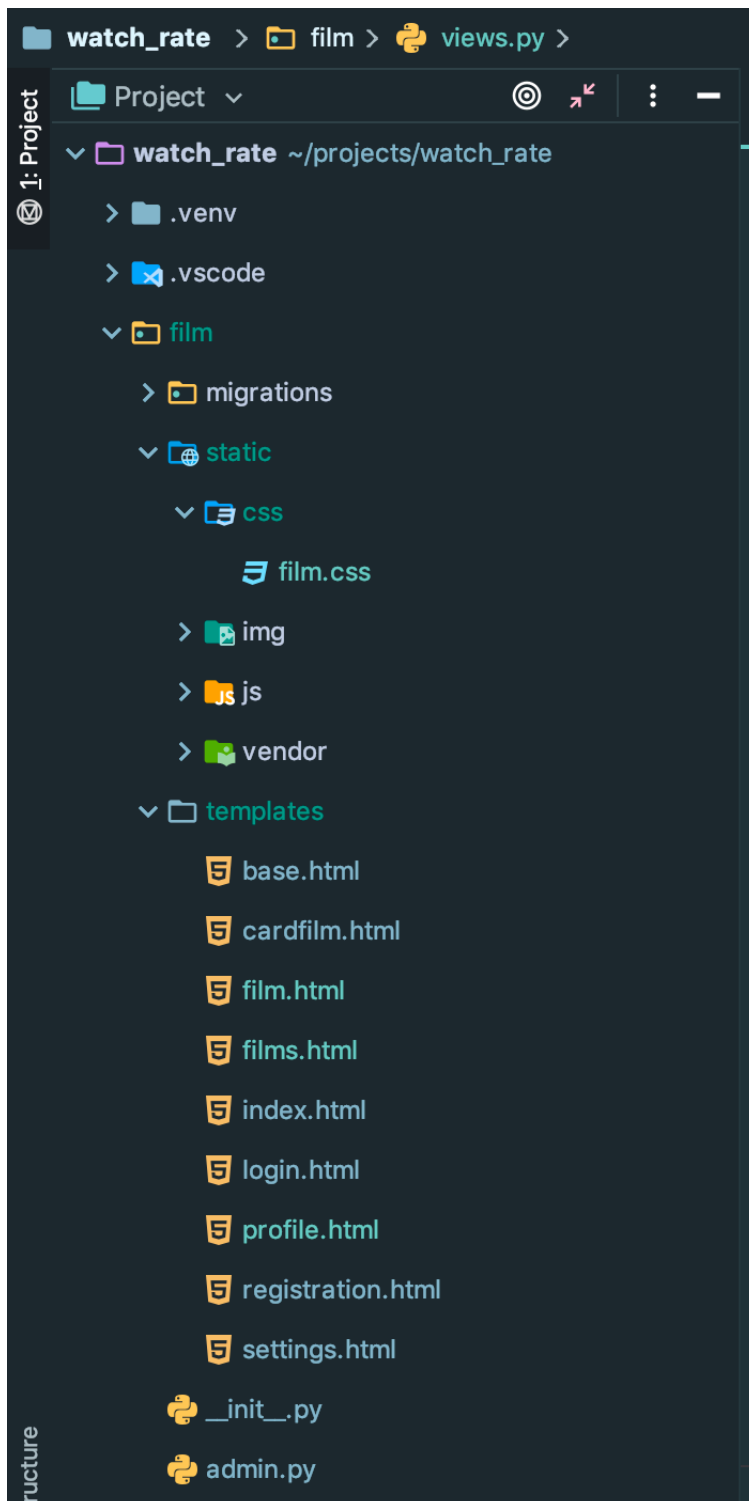 watch_rate > film > views.py >
Project
1: Project
watch_rate ~/projects/watch_rate
.venv
.vscode
film
migrations
static
css
film.css
img
JS js
vendor
templates
base.html
cardfilm.html
film.html
films.html
index.html
login.html
profile.html
registration.html
settings.html
__init__.py
admin.py
ructure